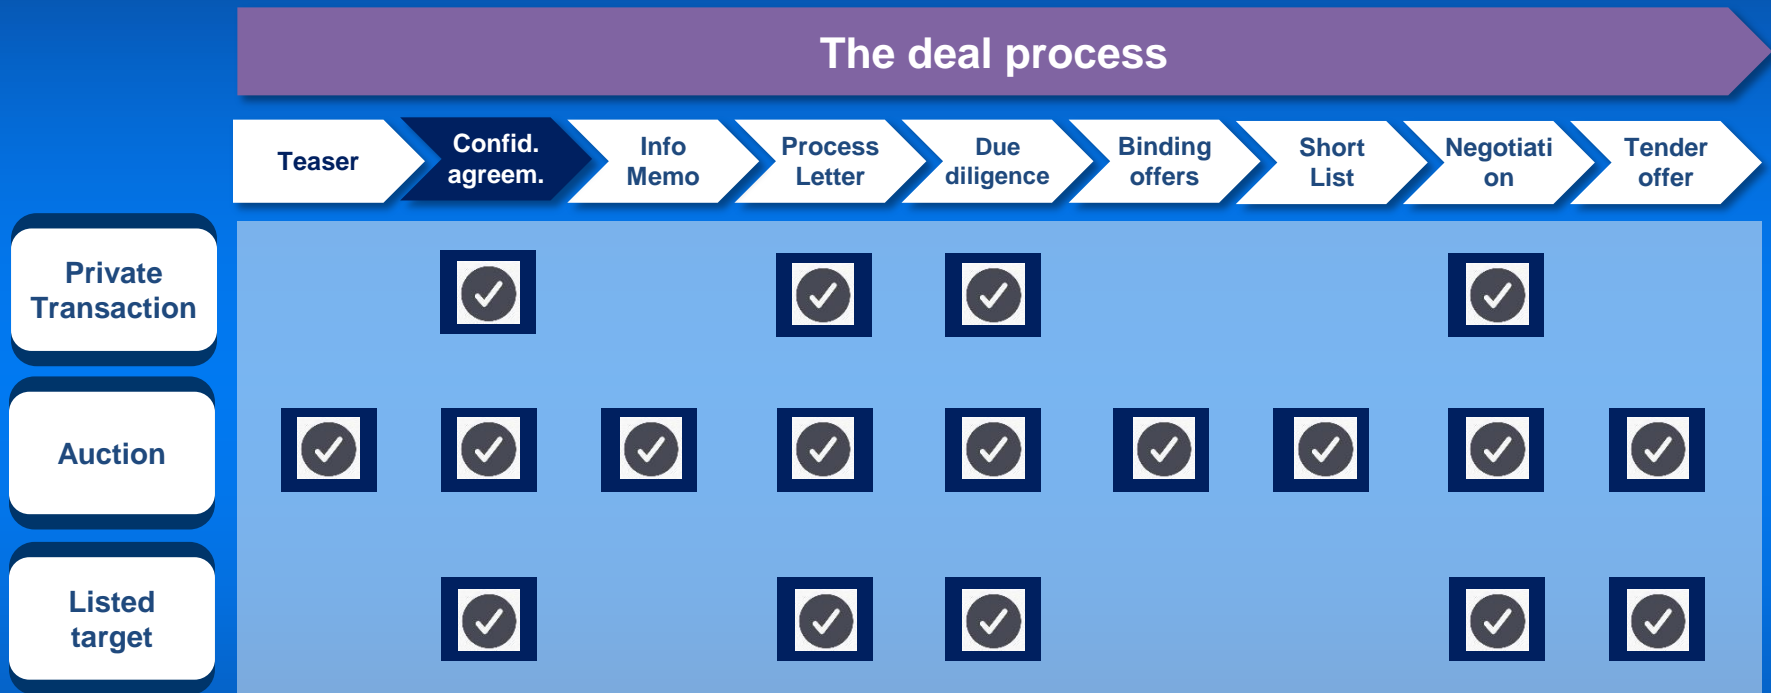 The deal process
Teaser
Confid.
agreem.
Info
Memo
Process
Letter
Due
diligence
Binding
offers
Short
List
Negotiati
on
Tender
offer
Private
Transaction
Auction
Listed
target